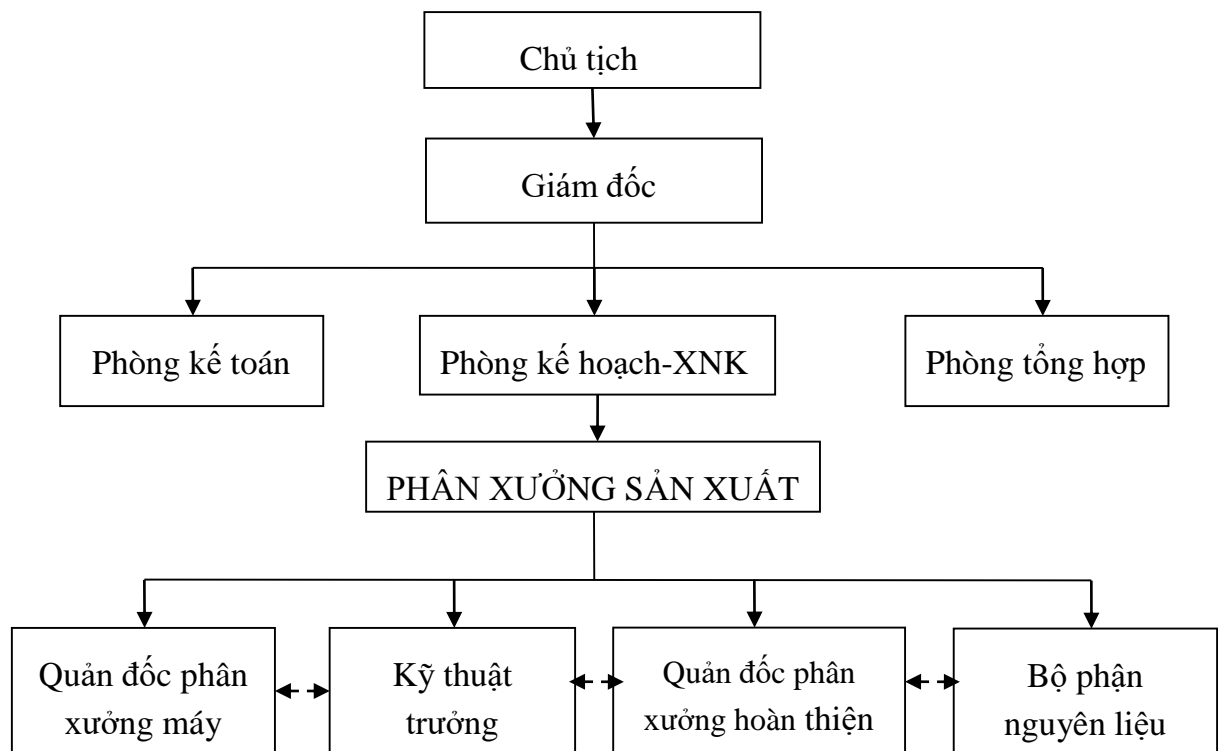 Chủ tịch
Giám đốc
Phòng kế toán
Phòng kế hoạch-XNK
Phòng tổng hợp
PHÂN XƯỞNG SẢN XUẤT
Quản đốc phân
xưởng máy
Kỹ thuật
trưởng
Quản đốc phân
xưởng hoàn thiện
Bộ phận
nguyên liệu